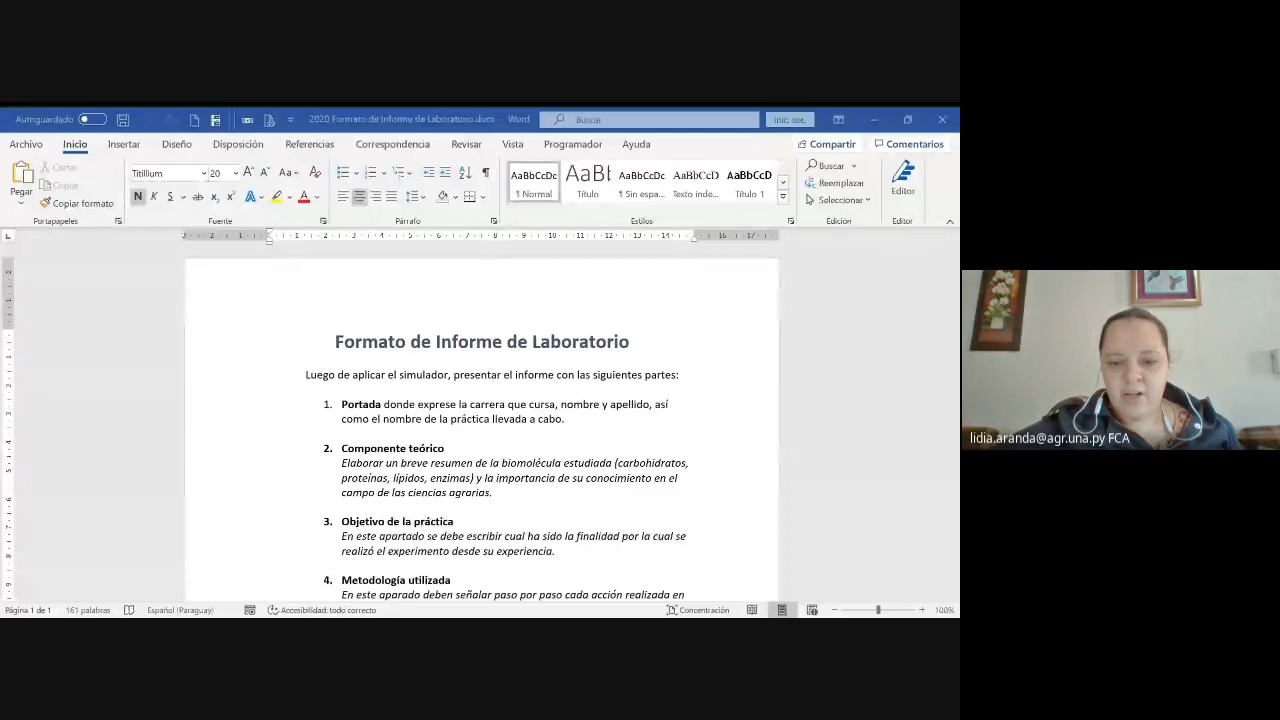 Autoguardado 2020 Formato de Informe de Laboratorio.docx - Word Buscar Inic. ses.
Archivo Inicio Insertar Diseño Disposición Referencias Correspondencia Revisar Vista Programador Ayuda Compartir Comentarios
Pegar Cortar Copiar Copiar formato
Titillium 20
N K S
AaBbCcDc AaBt AaBbCcDc AaBbCcD AaBbCcD
¶ Normal Título ¶ Sin espa... Texto inde... Título 1
Buscar
Reemplazar
Seleccionar
Editor
Portapapeles Fuente Párrafo Estilos Edición Editor
Formato de Informe de Laboratorio
Luego de aplicar el simulador, presentar el informe con las siguientes partes:
1. Portada donde exprese la carrera que cursa, nombre y apellido, así
como el nombre de la práctica llevada a cabo.
2. Componente teórico
Elaborar un breve resumen de la biomolécula estudiada (carbohidratos,
proteínas, lípidos, enzimas) y la importancia de su conocimiento en el
campo de las ciencias agrarias.
3. Objetivo de la práctica
En este apartado se debe escribir cual ha sido la finalidad por la cual se
realizó el experimento desde su experiencia.
4. Metodología utilizada
En este aparado deben señalar paso por paso cada acción realizada en
Página 1 de 1 161 palabras Español (Paraguay) Accesibilidad: todo correcto Concentración 100%
lidia.aranda@agr.una.py FCA